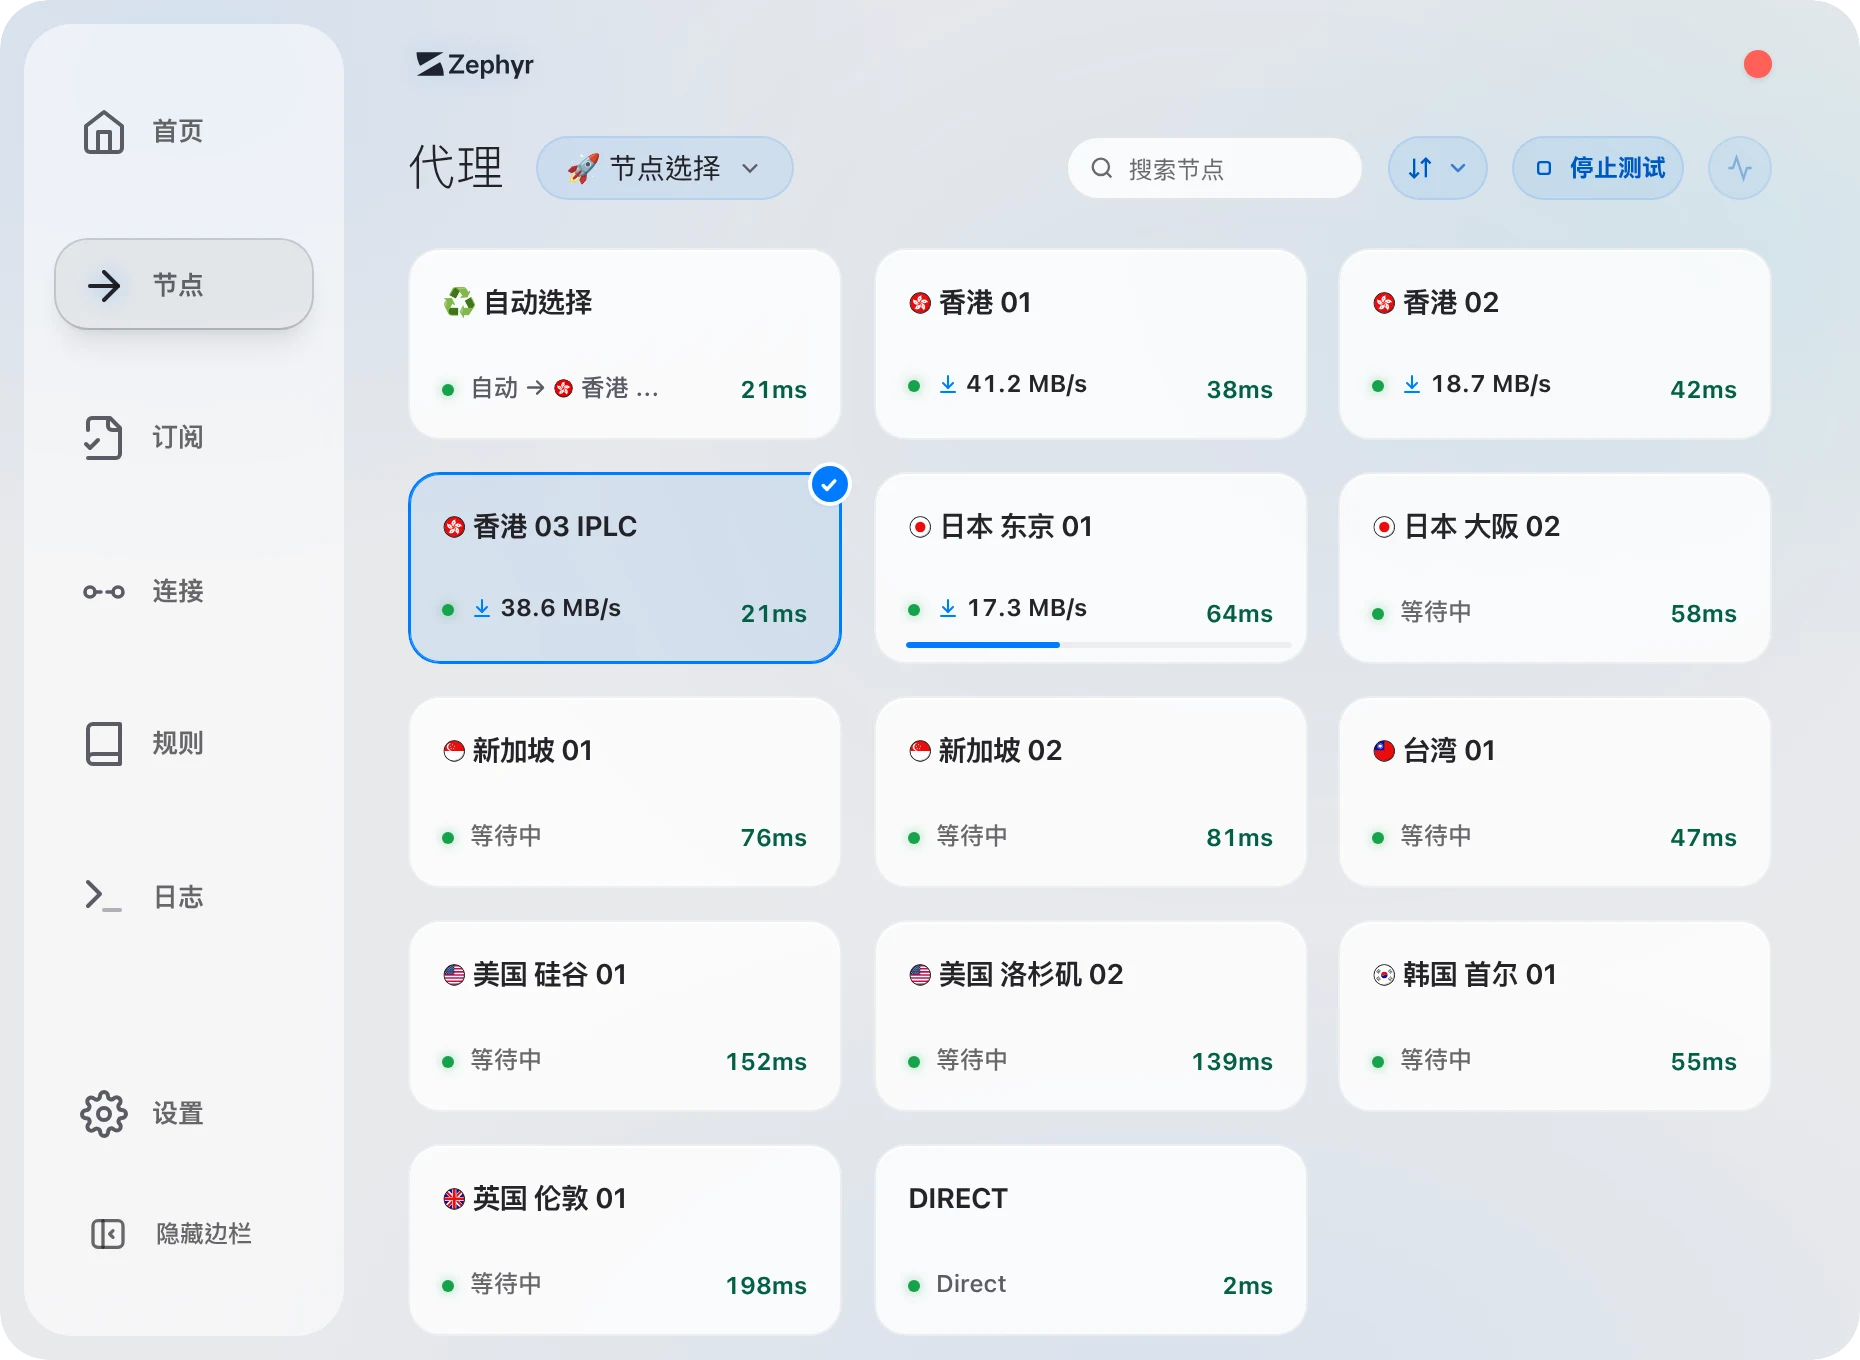 Zephyr
首页
节点
订阅
连接
规则
日志
设置
隐藏边栏
代理
🚀 节点选择
搜索节点
停止测试
♻️ 自动选择
自动 → 🇭🇰 香港 ...
21ms
🇭🇰 香港 01
41.2 MB/s
38ms
🇭🇰 香港 02
18.7 MB/s
42ms
🇭🇰 香港 03 IPLC
38.6 MB/s
21ms
🇯🇵 日本 东京 01
17.3 MB/s
64ms
🇯🇵 日本 大阪 02
等待中
58ms
🇸🇬 新加坡 01
等待中
76ms
🇸🇬 新加坡 02
等待中
81ms
🇹🇼 台湾 01
等待中
47ms
🇺🇸 美国 硅谷 01
等待中
152ms
🇺🇸 美国 洛杉矶 02
等待中
139ms
🇰🇷 韩国 首尔 01
等待中
55ms
🇬🇧 英国 伦敦 01
等待中
198ms
DIRECT
Direct
2ms